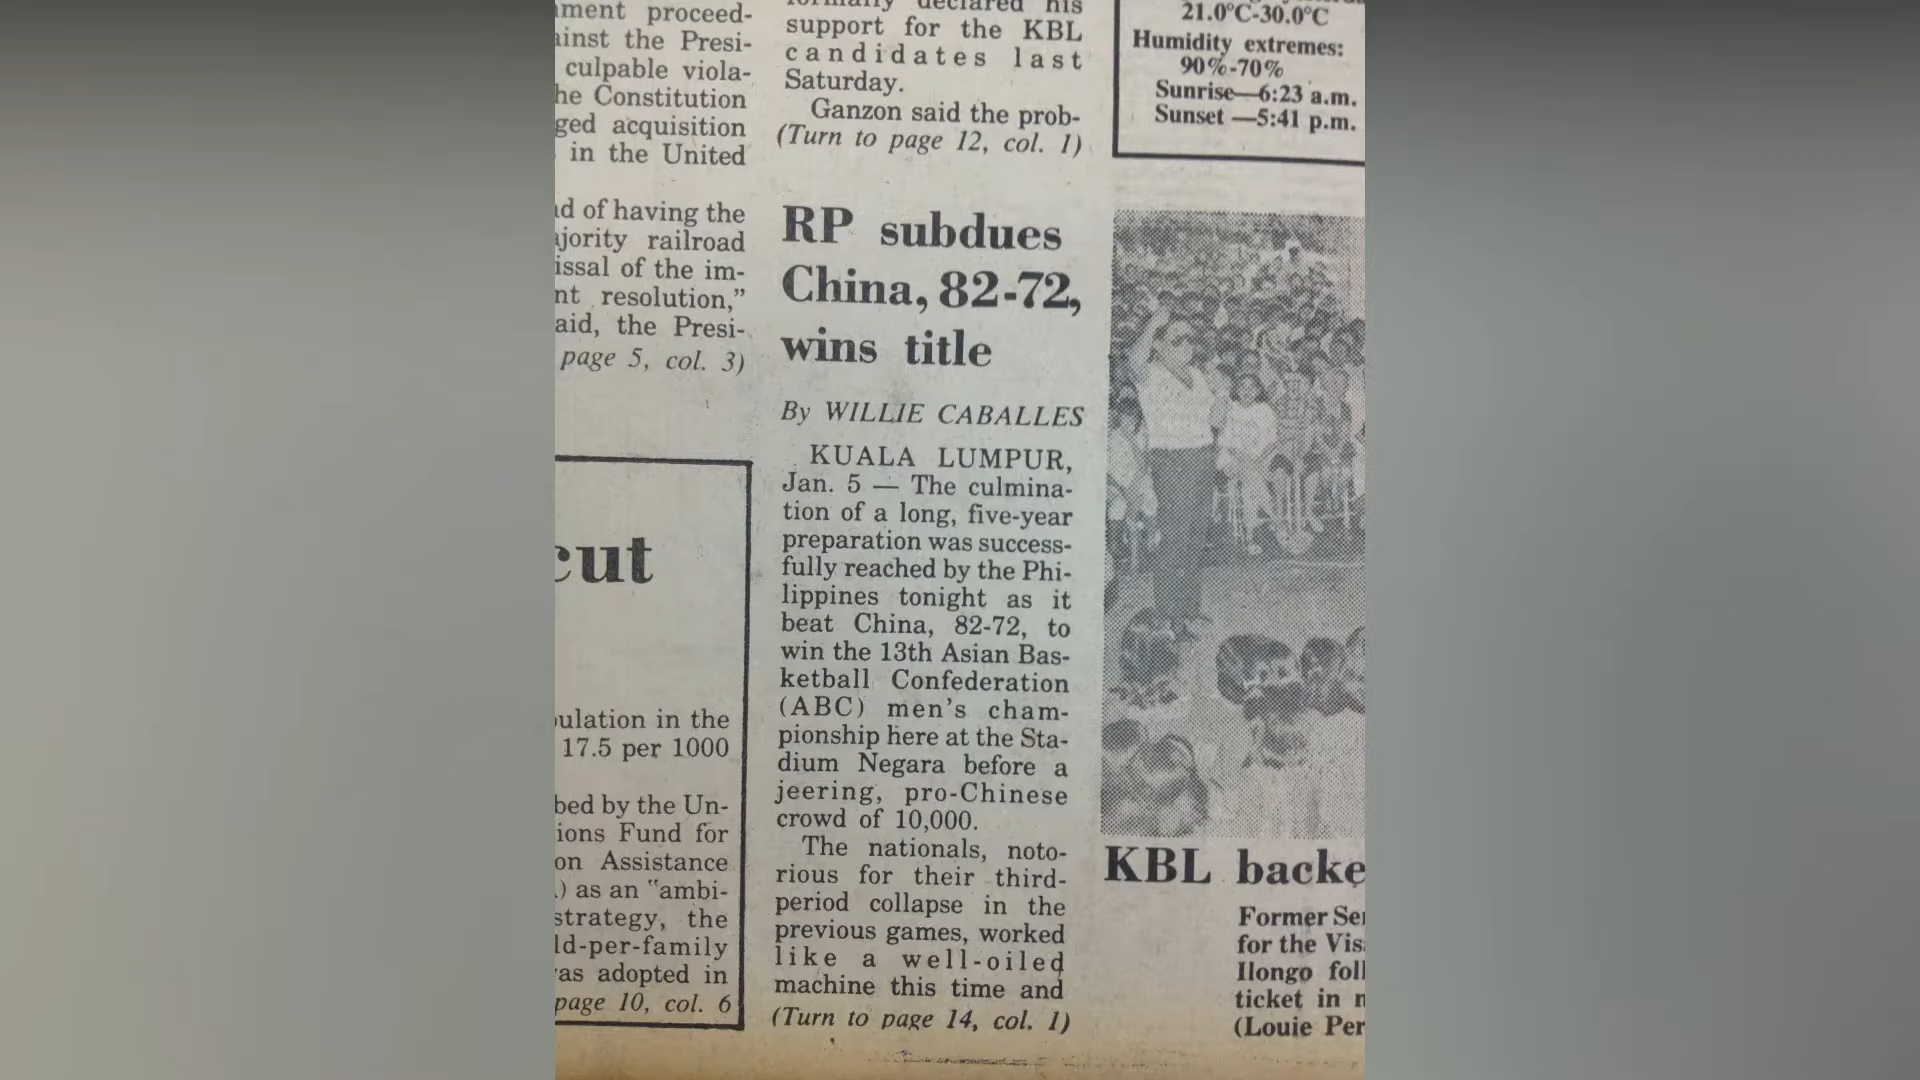 ment proceed-
ainst the Presi-
culpable viola-
he Constitution
ged acquisition
in the United
d of having the
jority railroad
issal of the im-
nt resolution,"
aid, the Presi-
page 5, col. 3)
cut
ulation in the
17.5 per 1000
bed by the Un-
ions Fund for
on Assistance
.) as an "ambi-
strategy, the
ld-per-family
as adopted in
page 10, col. 6
formally declared his
support for the KBL
candidates last
Saturday.
Ganzon said the prob-
(Turn to page 12, col. 1)
RP subdues
China, 82-72,
wins title
By WILLIE CABALLES
KUALA LUMPUR,
Jan. 5 — The culmina-
tion of a long, five-year
preparation was success-
fully reached by the Phi-
lippines tonight as it
beat China, 82-72, to
win the 13th Asian Bas-
ketball Confederation
(ABC) men's cham-
pionship here at the Sta-
dium Negara before a
jeering, pro-Chinese
crowd of 10,000.
The nationals, noto-
rious for their third-
period collapse in the
previous games, worked
like a well-oiled
machine this time and
(Turn to page 14, col. 1)
21.0°C-30.0°C
Humidity extremes:
90%-70%
Sunrise—6:23 a.m.
Sunset —5:41 p.m.
KBL backe
Former Se
for the Vis
Ilongo foll
ticket in
(Louie Per